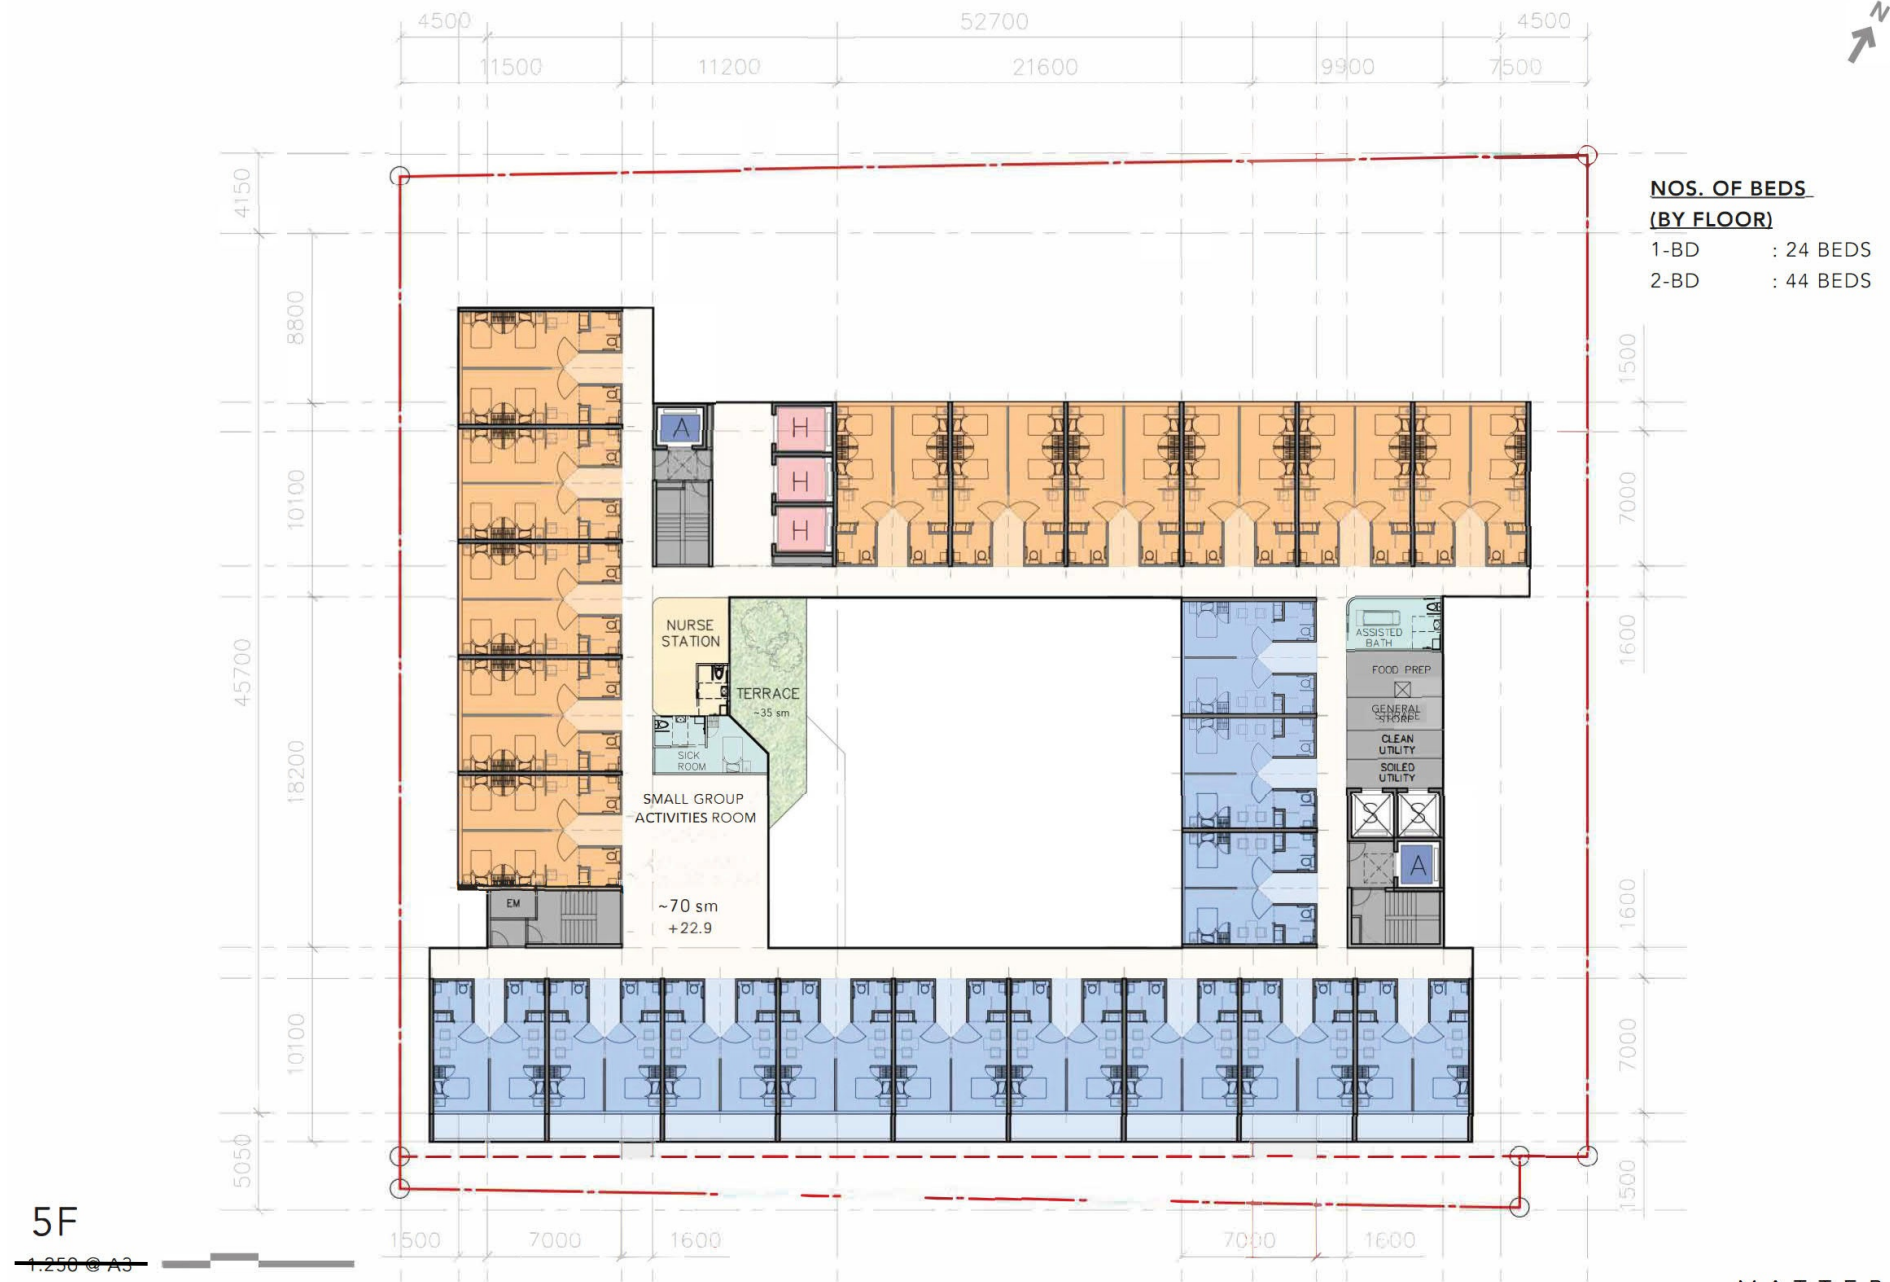 4500
52700
4500
N
11500
11200
21600
9900
7500
4150
NOS. OF BEDS
(BY FLOOR)
1-BD : 24 BEDS
2-BD : 44 BEDS
8800
1500
A
H
H
H
10100
7000
NURSE
STATION
ASSISTED
BATH
1600
45700
TERRACE
~35 sm
FOOD PREP
GENERAL
STORE
CLEAN
UTILITY
SOILED
UTILITY
SICK
ROOM
18200
SMALL GROUP
ACTIVITIES ROOM
S S
A
EM
~70 sm
+22.9
1600
10100
7000
5050
1500
5F
1:250 @ A3
1500
7000
1600
7000
1600